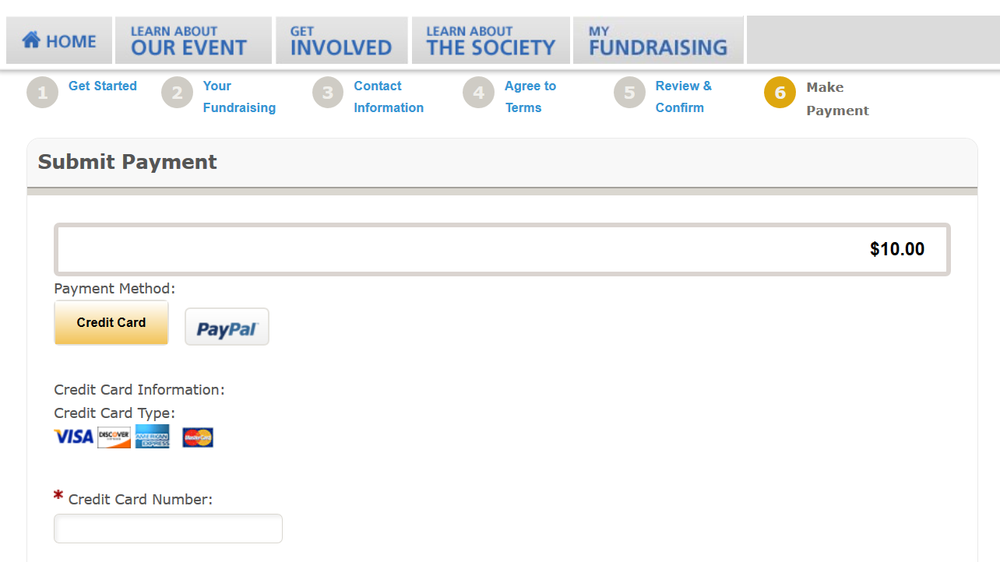 HOME
LEARN ABOUT
OUR EVENT
GET
INVOLVED
LEARN ABOUT
THE SOCIETY
MY
FUNDRAISING
1 Get Started
2 Your
Fundraising
3 Contact
Information
4 Agree to
Terms
5 Review &
Confirm
6 Make
Payment
Submit Payment
$10.00
Payment Method:
Credit Card
PayPal
Credit Card Information:
Credit Card Type:
VISA DISCOVER AMERICAN EXPRESS MasterCard
* Credit Card Number: